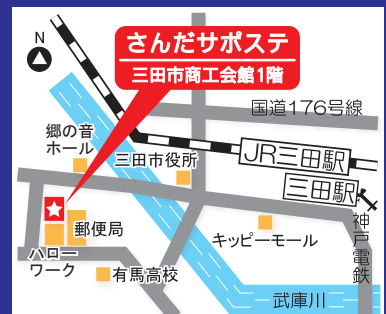 N
さんだサポステ
三田市商工会館1階
国道176号線
郷の音
ホール
三田市役所
JR三田駅
三田駅
郵便局
ハロー
ワーク
キッピーモール
神戸電鉄
有馬高校
武庫川